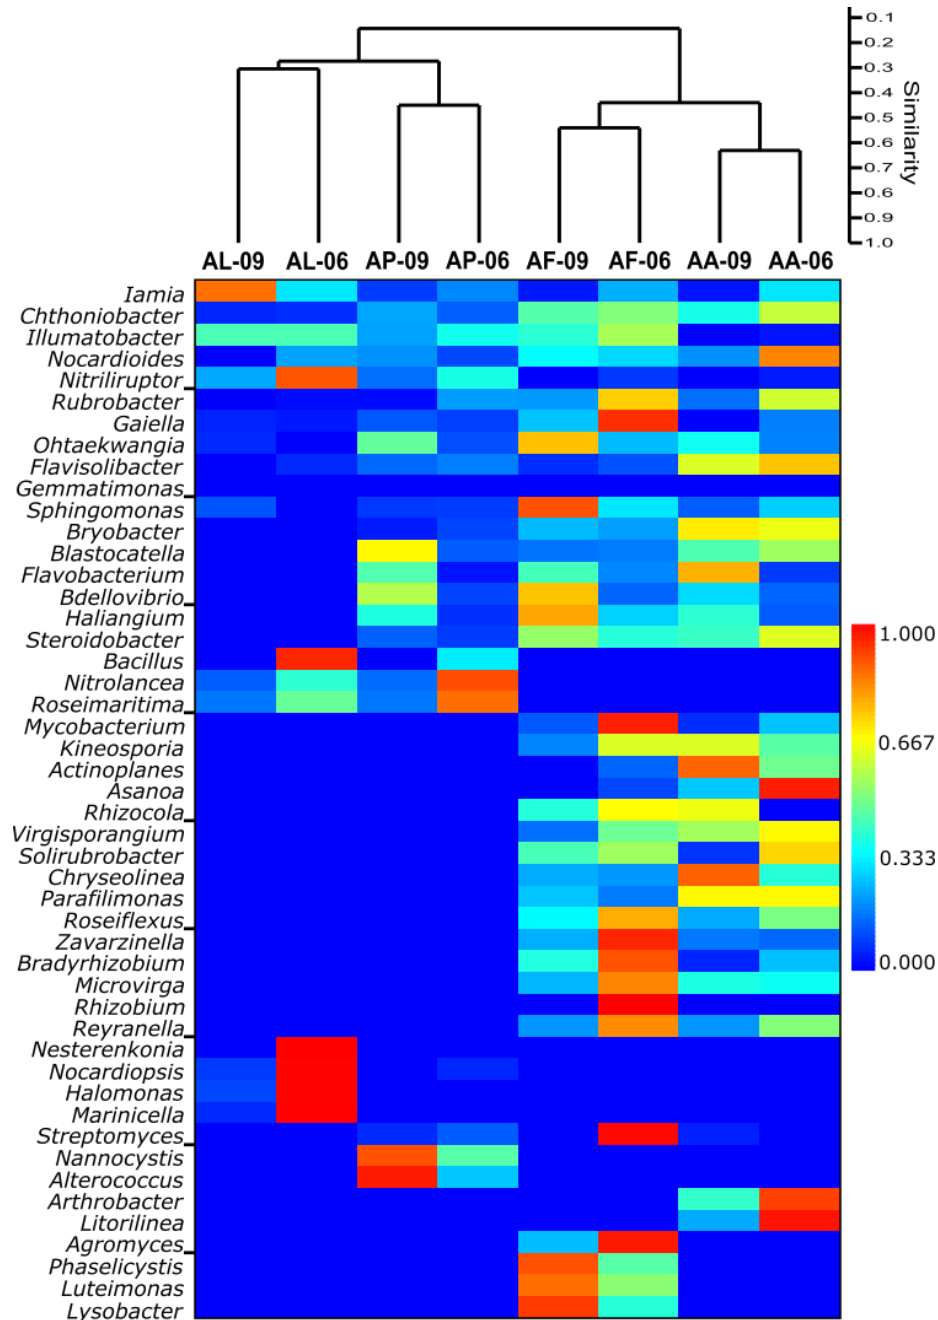 0.1
0.2
0.3
0.4
0.5
0.6
0.7
0.6
0.9
1.0
Similarity
AL-09 AL-06 AP-09 AP-06 AF-09 AF-06 AA-09 AA-06
Iamia
Chthoniobacter
Illumatobacter
Nocardioides
Nitriliruptor
Rubrobacter
Gaiella
Ohtaekwangia
Flavisolibacter
Gemmatimonas
Sphingomonas
Bryobacter
Blastocatella
Flavobacterium
Bdellovibrio
Haliangium
Steroidobacter
Bacillus
Nitrolancea
Roseimaritima
Mycobacterium
Kineosporia
Actinoplanes
Asanoa
Rhizocola
Virgisporangium
Solirubrobacter
Chryseolinea
Parafilimonas
Roseiflexus
Zavarzinella
Bradyrhizobium
Microvirga
Rhizobium
Reyranella
Nesterenkonia
Nocardiopsis
Halomonas
Marinicella
Streptomyces
Nannocystis
Alterococcus
Arthrobacter
Litorilinea
Agromyces
Phaselicystis
Luteimonas
Lysobacter
1.000
0.667
0.333
0.000